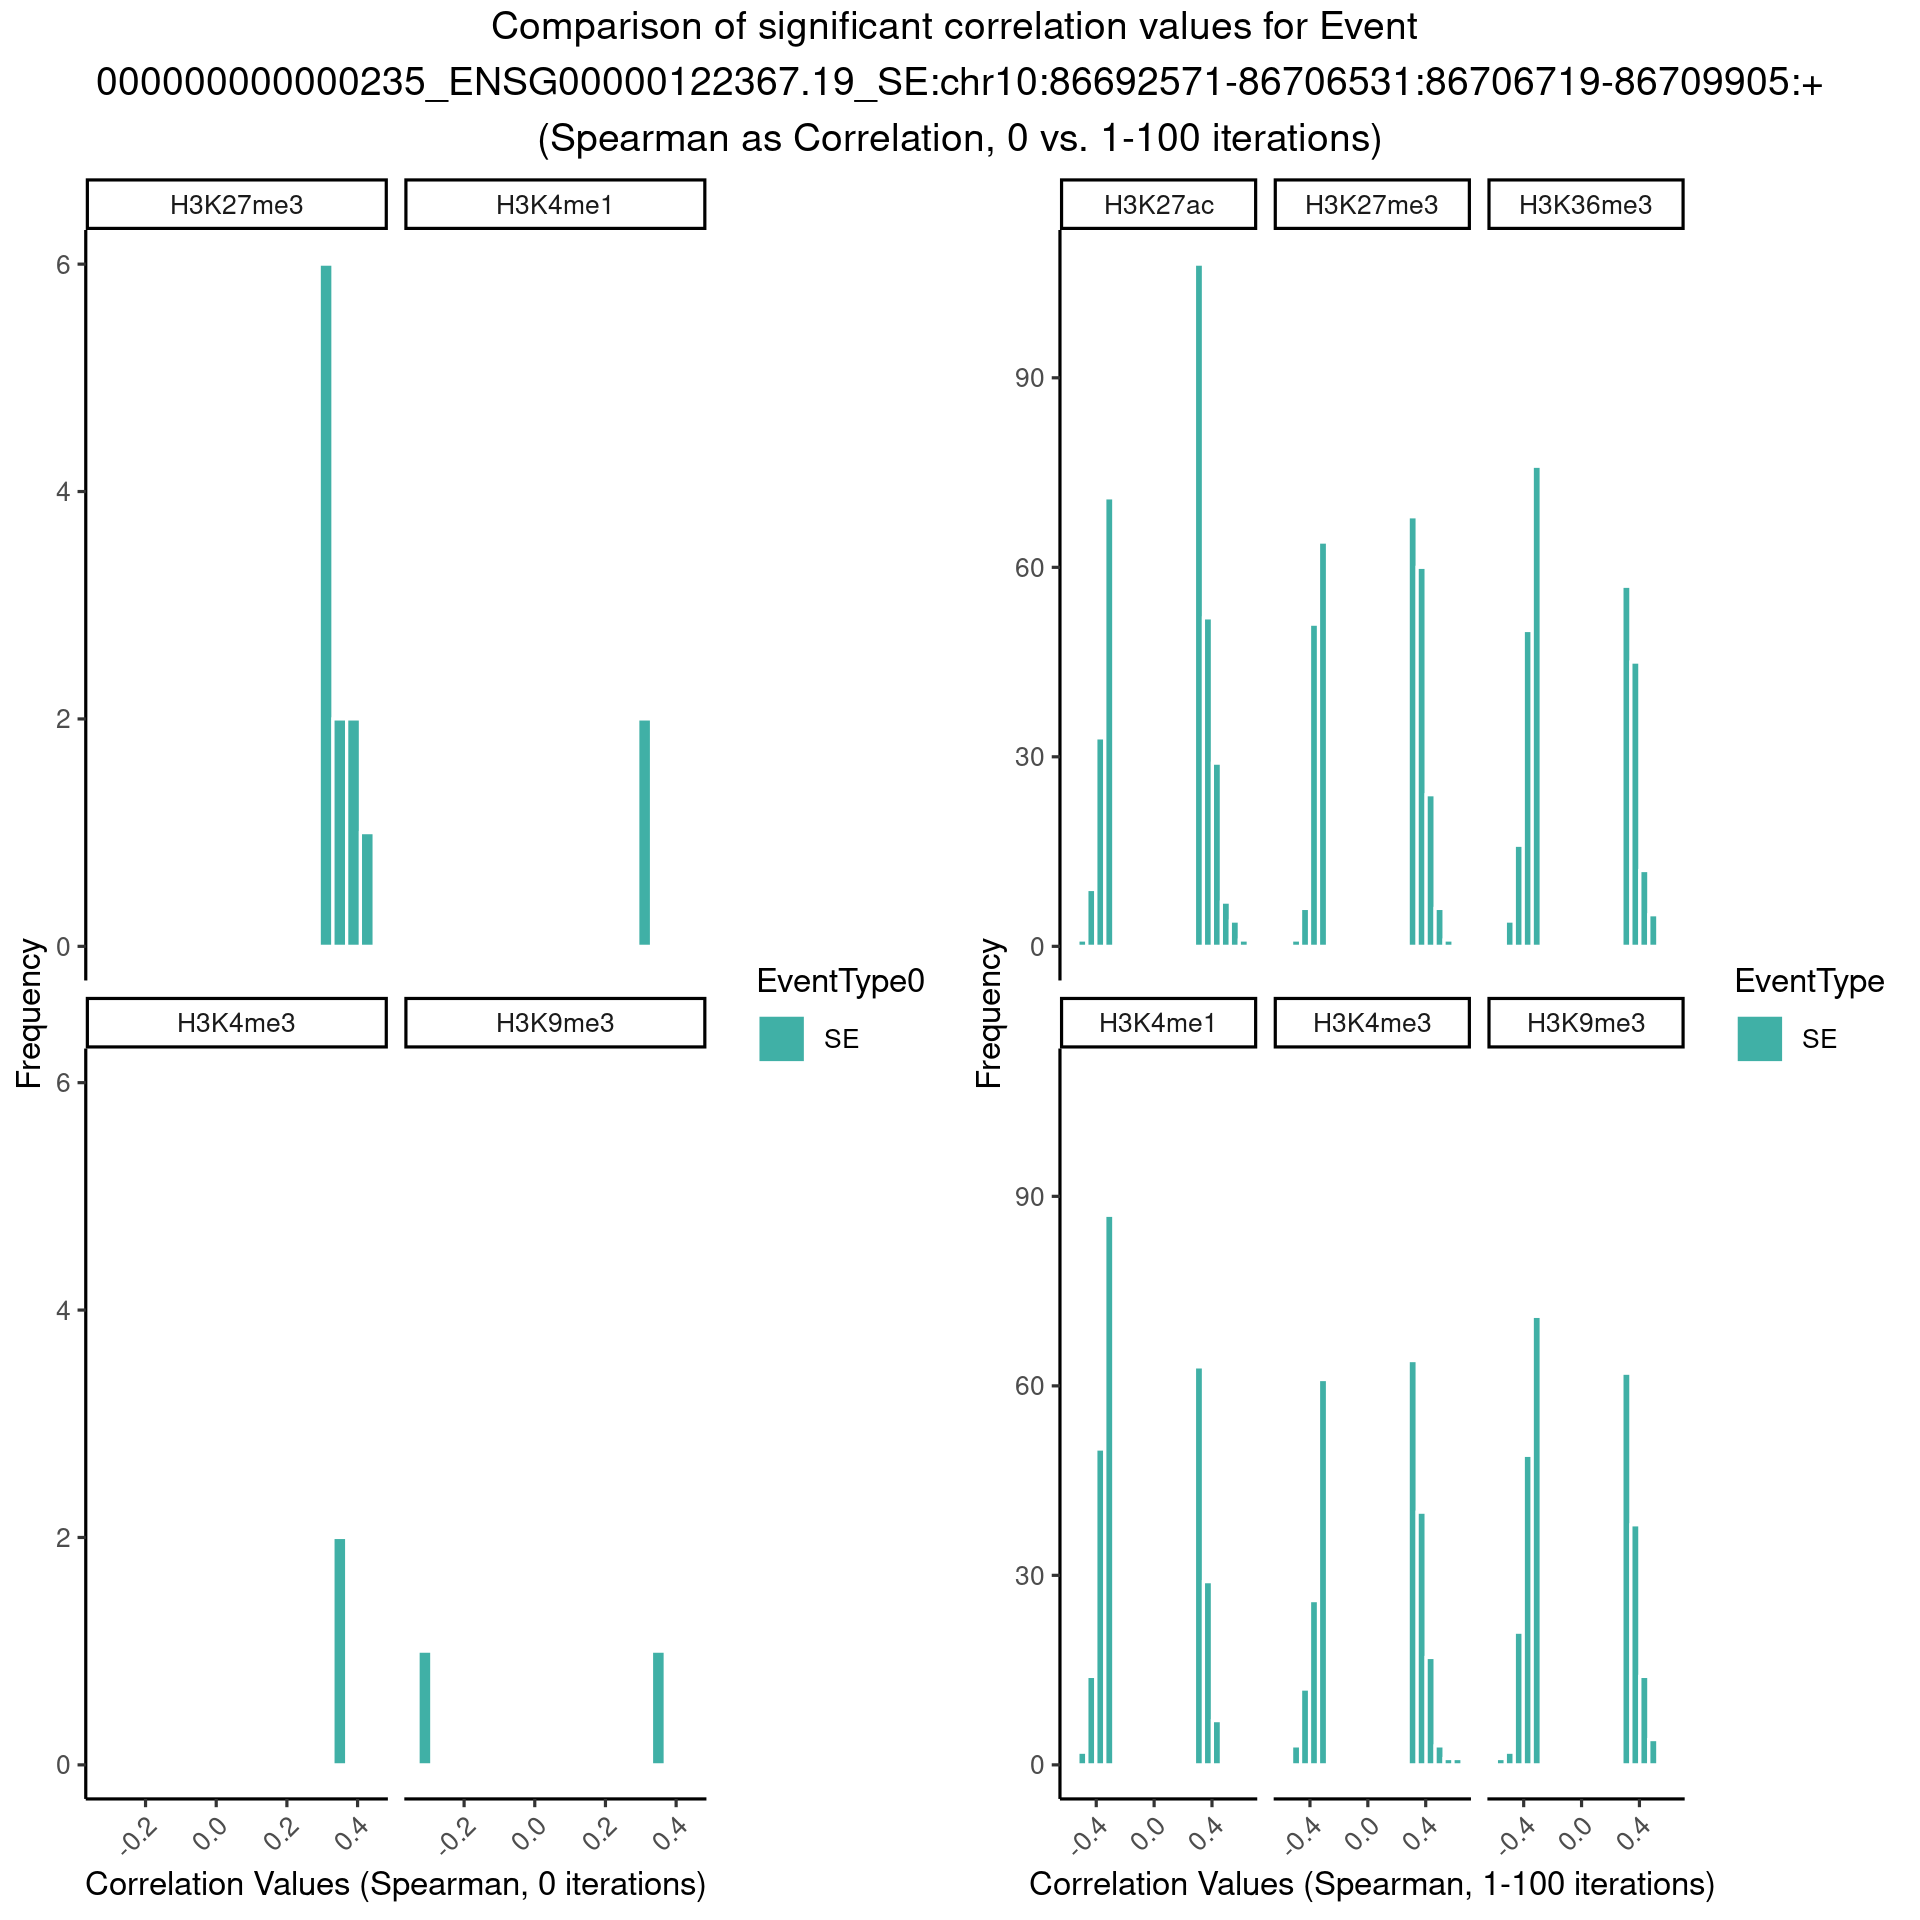 Comparison of significant correlation values for Event
000000000000235_ENSG00000122367.19_SE:chr10:86692571-86706531:86706719-86709905:+
(Spearman as Correlation, 0 vs. 1-100 iterations)
H3K27me3 H3K4me1
6
4
2
0
H3K4me3 H3K9me3
6
4
2
0
-0.2 0.0 0.2 0.4 -0.2 0.0 0.2 0.4
Frequency
Correlation Values (Spearman, 0 iterations)
EventType0
SE
H3K27ac H3K27me3 H3K36me3
90
60
30
0
H3K4me1 H3K4me3 H3K9me3
90
60
30
0
-0.4 0.0 0.4 -0.4 0.0 0.4 -0.4 0.0 0.4
Frequency
Correlation Values (Spearman, 1-100 iterations)
EventType
SE